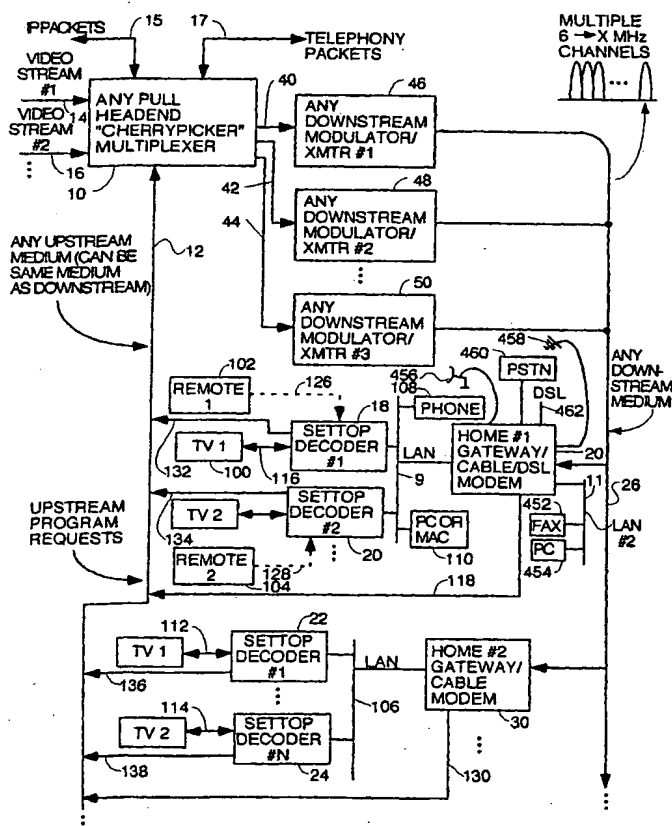 IPPACKETS
15
17
TELEPHONY
PACKETS
MULTIPLE
6 → X MHz
CHANNELS
VIDEO
STREAM
#1
14
VIDEO
STREAM
#2
16
ANY PULL
HEADEND
"CHERRYPICKER"
MULTIPLEXER
10
40
42
44
46
ANY
DOWNSTREAM
MODULATOR/
XMTR #1
48
ANY
DOWNSTREAM
MODULATOR/
XMTR #2
50
ANY
DOWNSTREAM
MODULATOR/
XMTR #3
12
ANY UPSTREAM
MEDIUM (CAN BE
SAME MEDIUM
AS DOWNSTREAM)
ANY
DOWN-
STREAM
MEDIUM
102
REMOTE
1
126
18
456
108
PHONE
460
PSTN
458
DSL
462
132
TV 1
100
116
SETTOP
DECODER
#1
LAN
9
HOME #1
GATEWAY/
CABLE/DSL
MODEM
20
11
26
134
TV 2
SETTOP
DECODER
#2
20
PC OR
MAC
110
452
FAX
PC
454
LAN #2
UPSTREAM
PROGRAM
REQUESTS
REMOTE
2
104
128
118
22
TV 1
112
136
SETTOP
DECODER
#1
LAN
106
HOME #2
GATEWAY/
CABLE
MODEM
30
TV 2
114
138
SETTOP
DECODER
#N
24
130